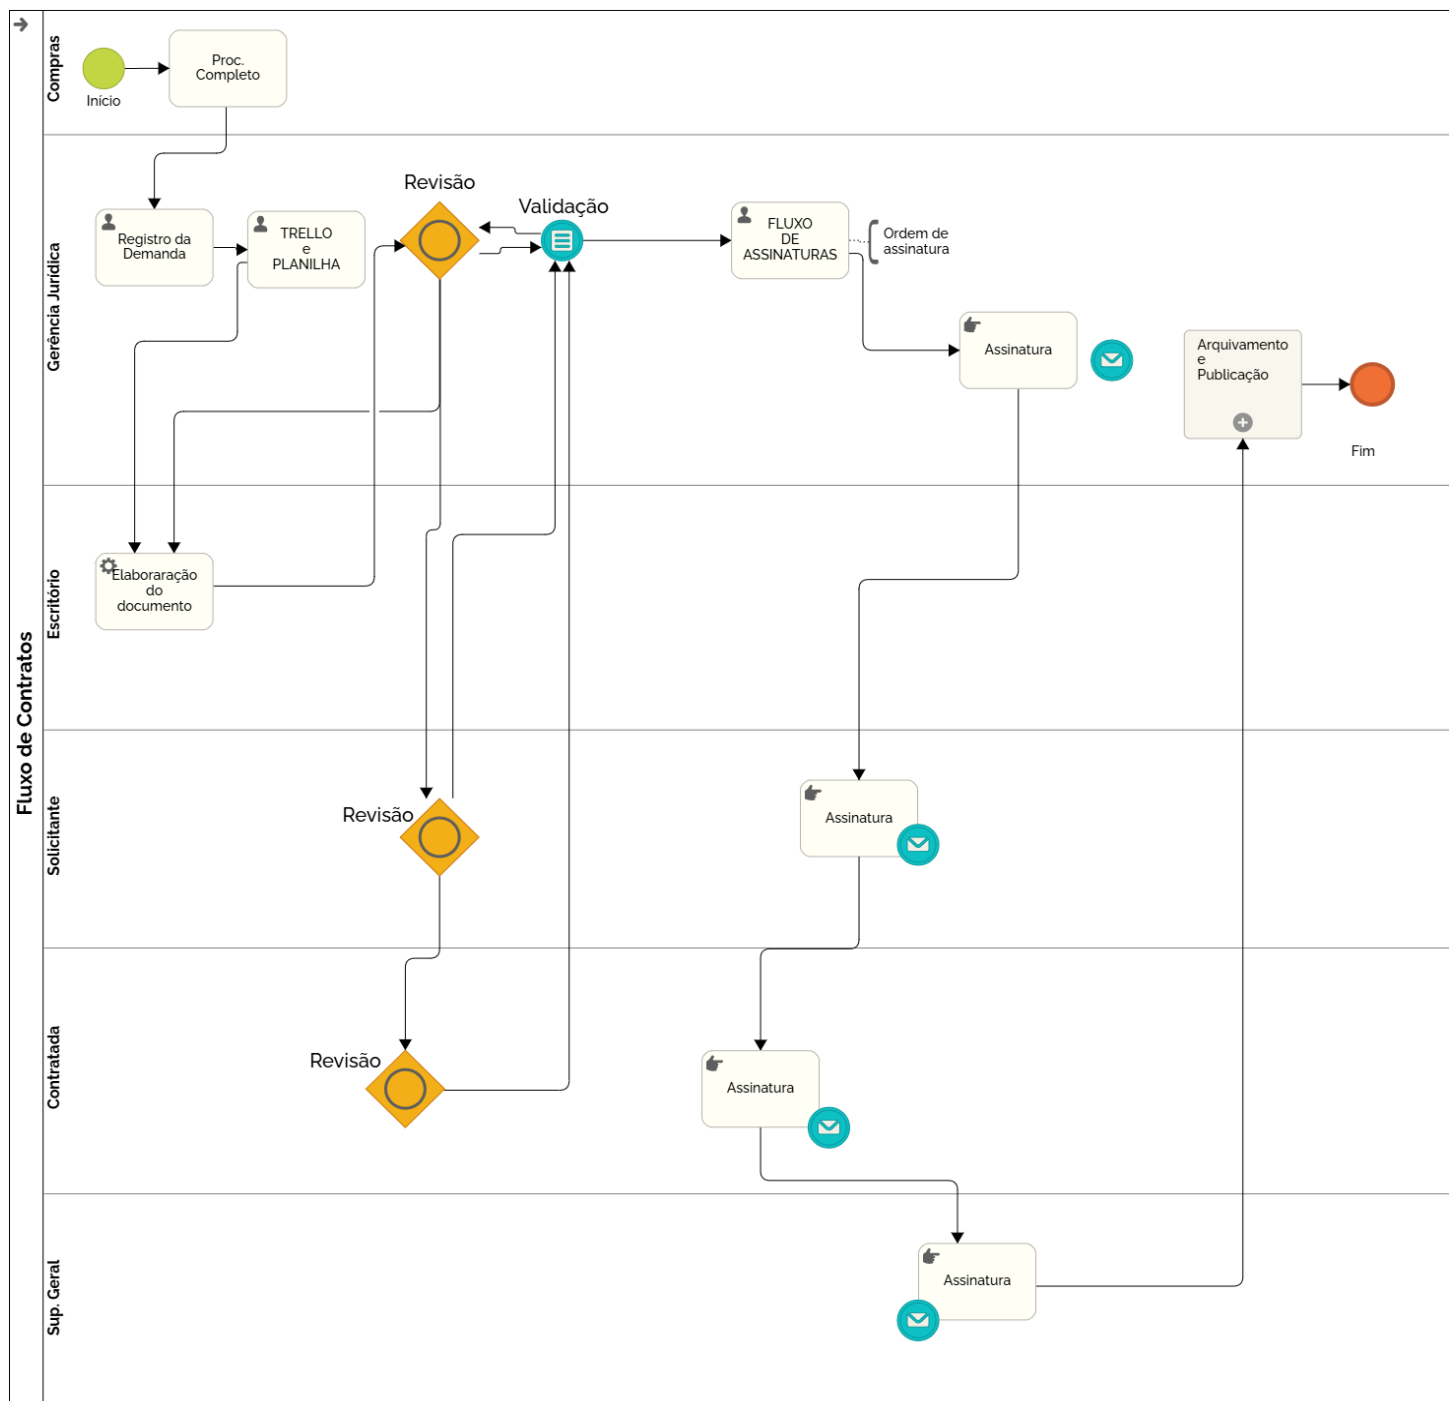 Fluxo de Contratos
Compras
Início
Proc.
Completo
Gerência Jurídica
Registro da
Demanda
TRELLO
e
PLANILHA
Revisão
Validação
FLUXO
DE
ASSINATURAS
Ordem de
assinatura
Assinatura
Arquivamento
e
Publicação
Fim
Escritório
Elaboraração
do
documento
Solicitante
Revisão
Assinatura
Contratada
Revisão
Assinatura
Sup. Geral
Assinatura